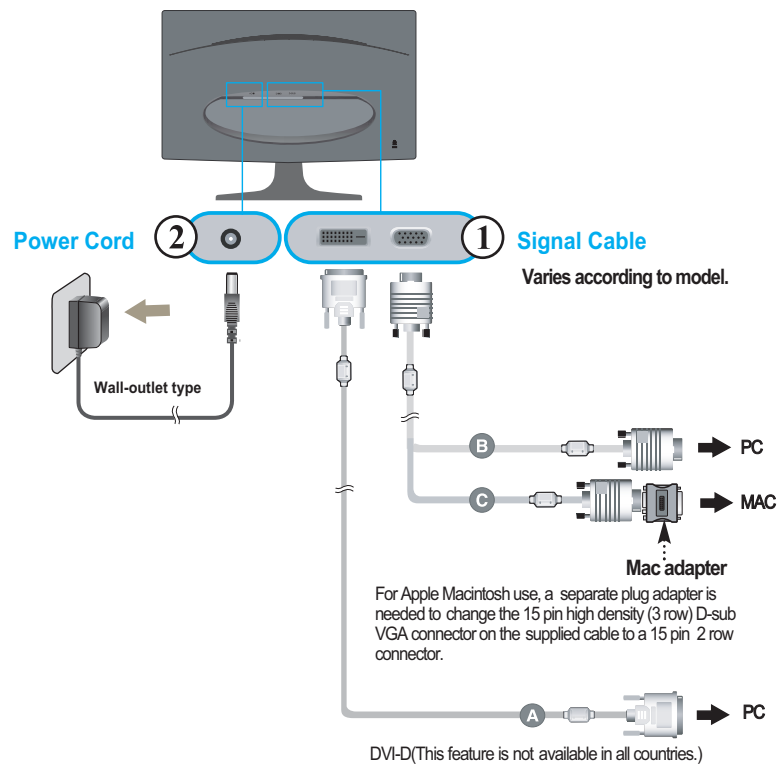 Power Cord
2
1
Signal Cable
Varies according to model.
Wall-outlet type
B
PC
C
MAC
Mac adapter
For Apple Macintosh use, a separate plug adapter is
needed to change the 15 pin high density (3 row) D-sub
VGA connector on the supplied cable to a 15 pin 2 row
connector.
A
PC
DVI-D(This feature is not available in all countries.)